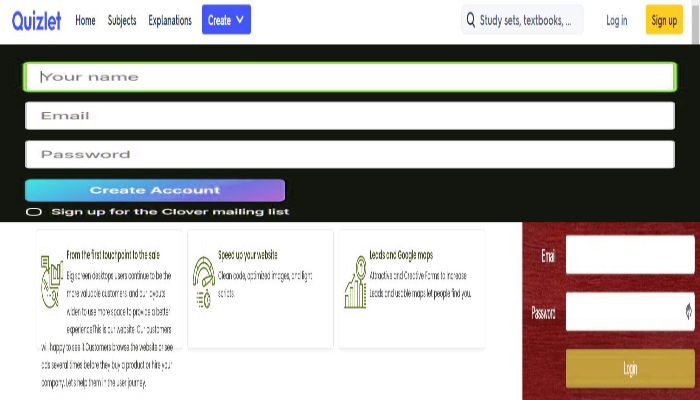 Quizlet Home Subjects Explanations Create Study sets, textbooks, ... Log in Sign up
Your name
Email
Password
Create Account
Sign up for the Clover mailing list
From the first touchpoint to the sale
Big screen desktops users continue to be the
more valuable customers, and our layouts
widen to use more space to provide a better
experience.This is our website. Our customers
will happy to see it.Customers browse the website or see
ads several times before they buy a product or hire your
company. Let's help them in the user journey.
Speed up your website
Clean code, optimized images, and light
scripts.
Leads and Google maps
Attractive and Creative Forms to increase
Leads and usable maps let people find you.
Email
Password
Login